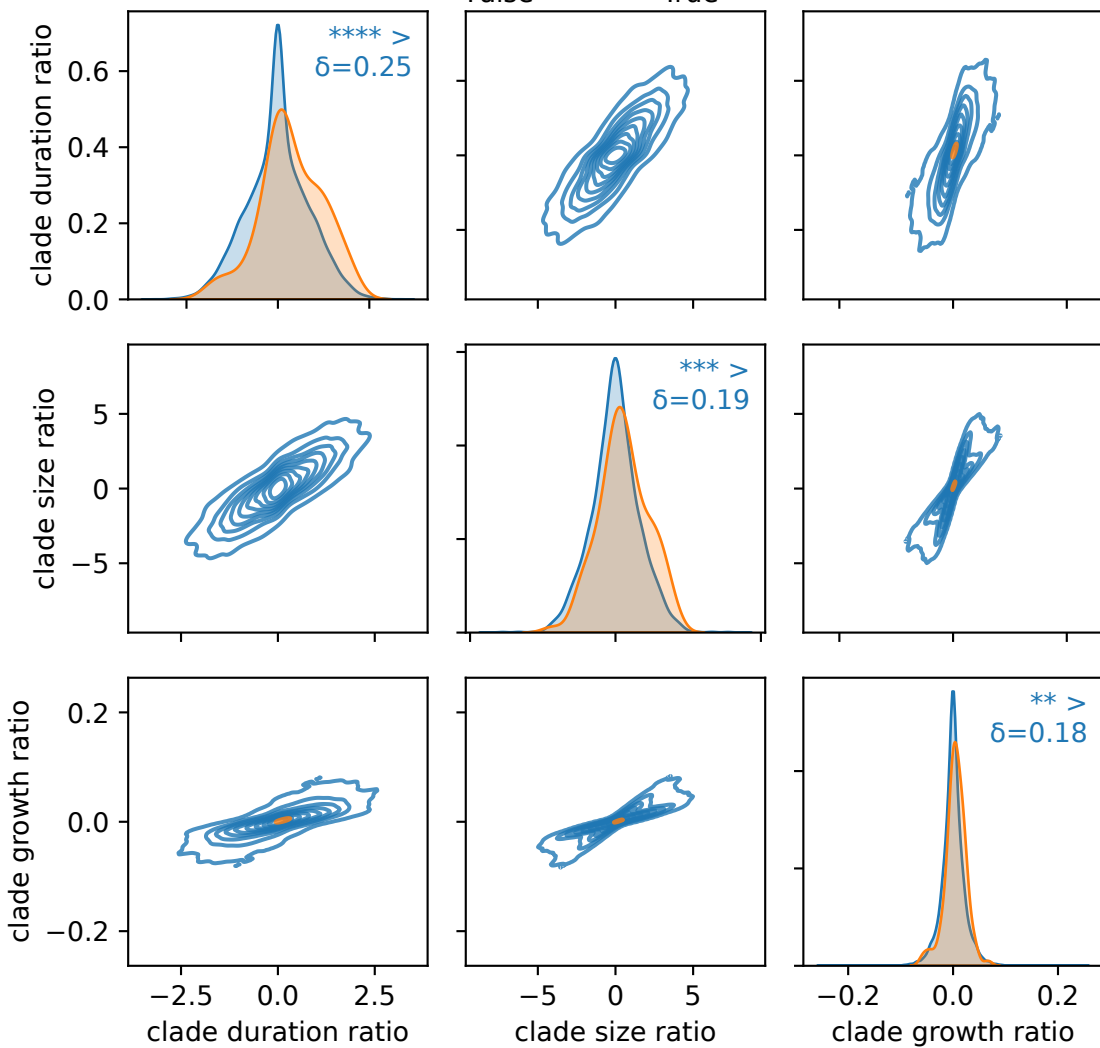 True
clade duration ratio
0.6
0.4
0.2
0.0
**** >
δ=0.25
clade size ratio
5
0
−5
*** >
δ=0.19
clade growth ratio
0.2
0.0
−0.2
** >
δ=0.18
−2.5 0.0 2.5
−5 0 5
−0.2 0.0 0.2
clade duration ratio
clade size ratio
clade growth ratio